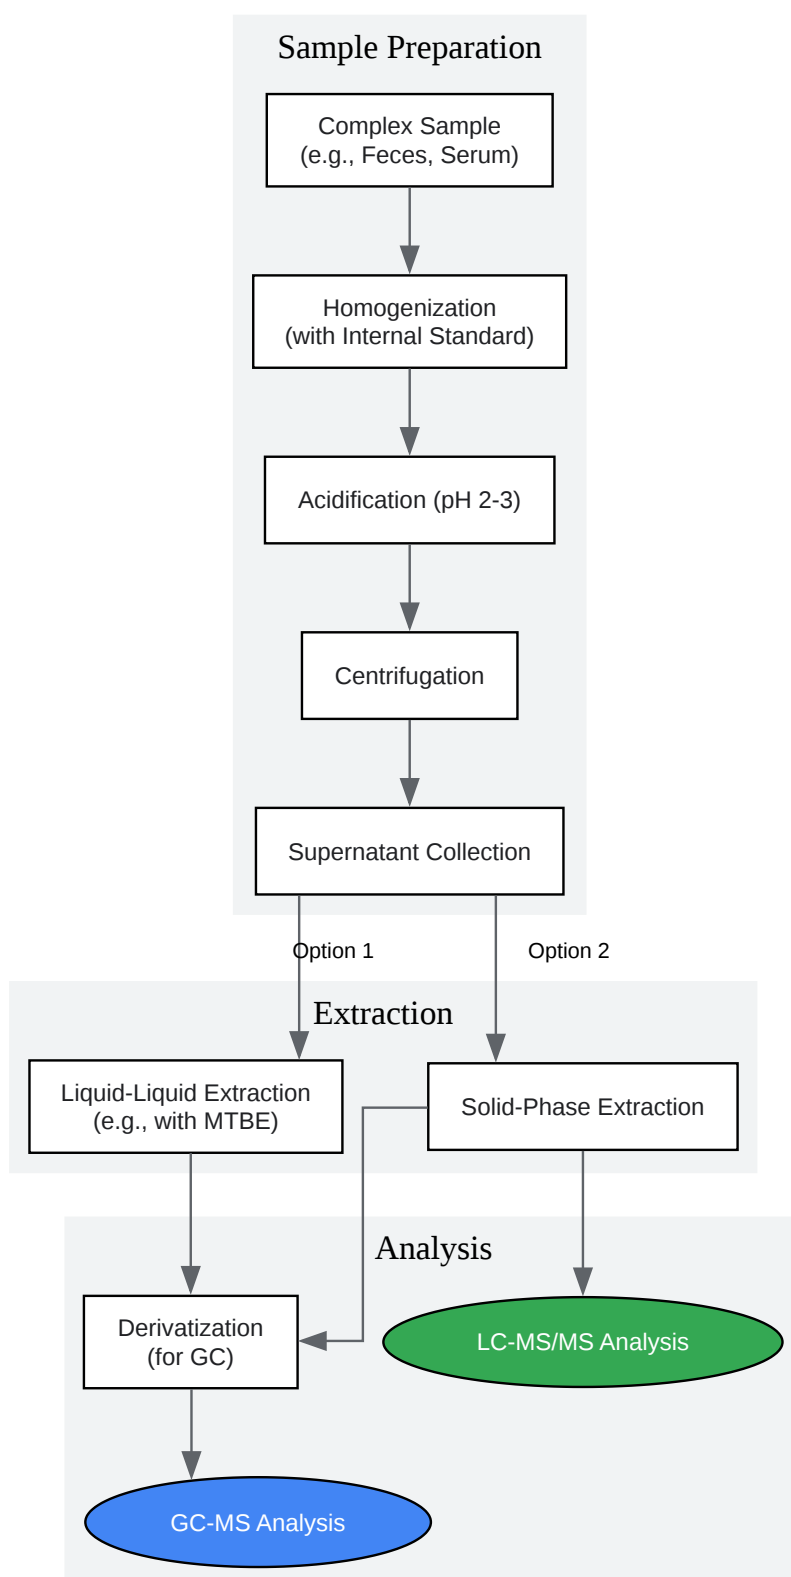 Sample Preparation
Complex Sample
(e.g., Feces, Serum)
Homogenization
(with Internal Standard)
Acidification (pH 2-3)
Centrifugation
Supernatant Collection
Option 1
Option 2
Extraction
Liquid-Liquid Extraction
(e.g., with MTBE)
Solid-Phase Extraction
Analysis
Derivatization
(for GC)
LC-MS/MS Analysis
GC-MS Analysis